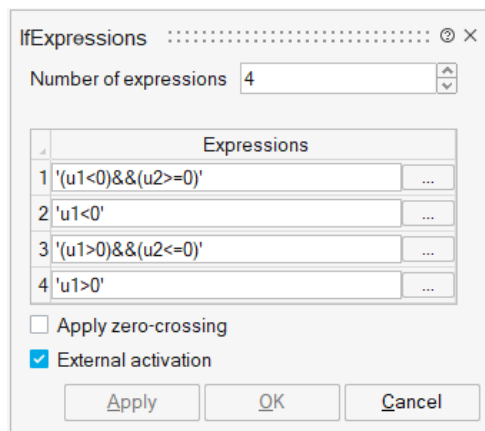 IfExpressions
Number of expressions 4
Expressions
1 '(u1<0)&&(u2>=0)' ...
2 'u1<0' ...
3 '(u1>0)&&(u2<=0)' ...
4 'u1>0' ...
Apply zero-crossing
External activation
Apply OK Cancel